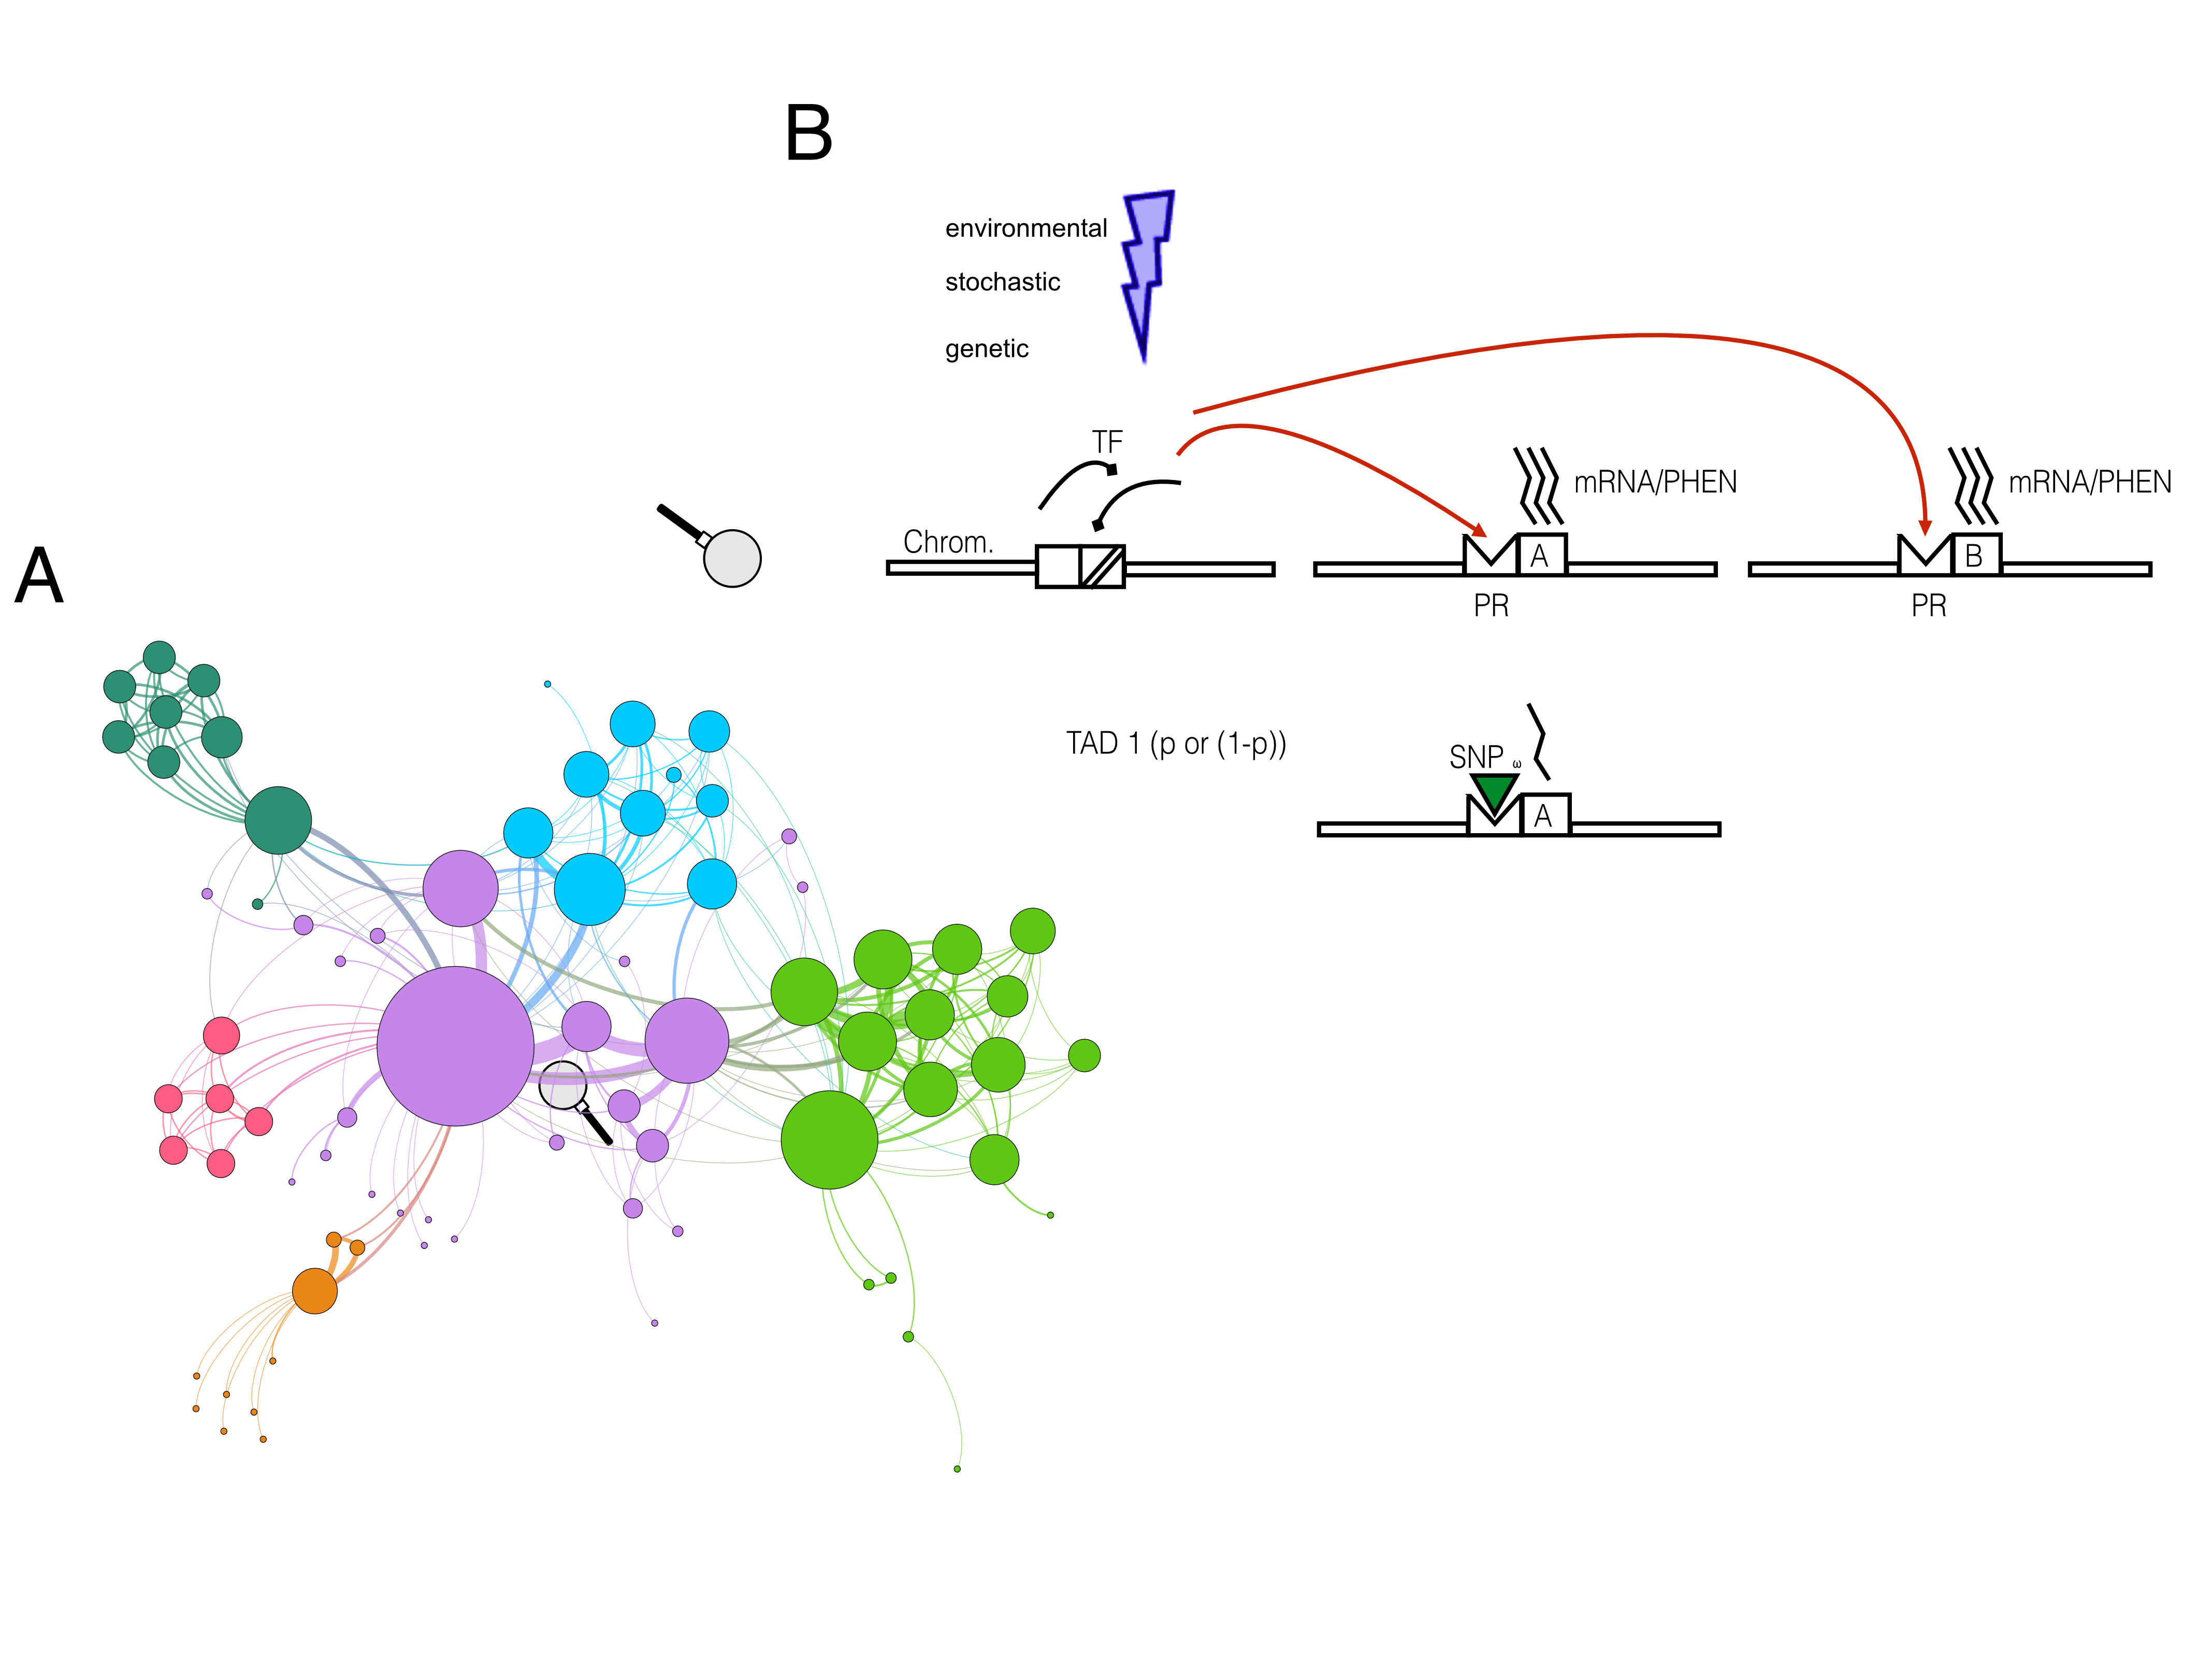 B
environmental
stochastic
genetic
TF
mRNA/PHEN
mRNA/PHEN
Chrom.
A
B
PR
PR
A
TAD 1 (p or (1-p))
SNP ω
A